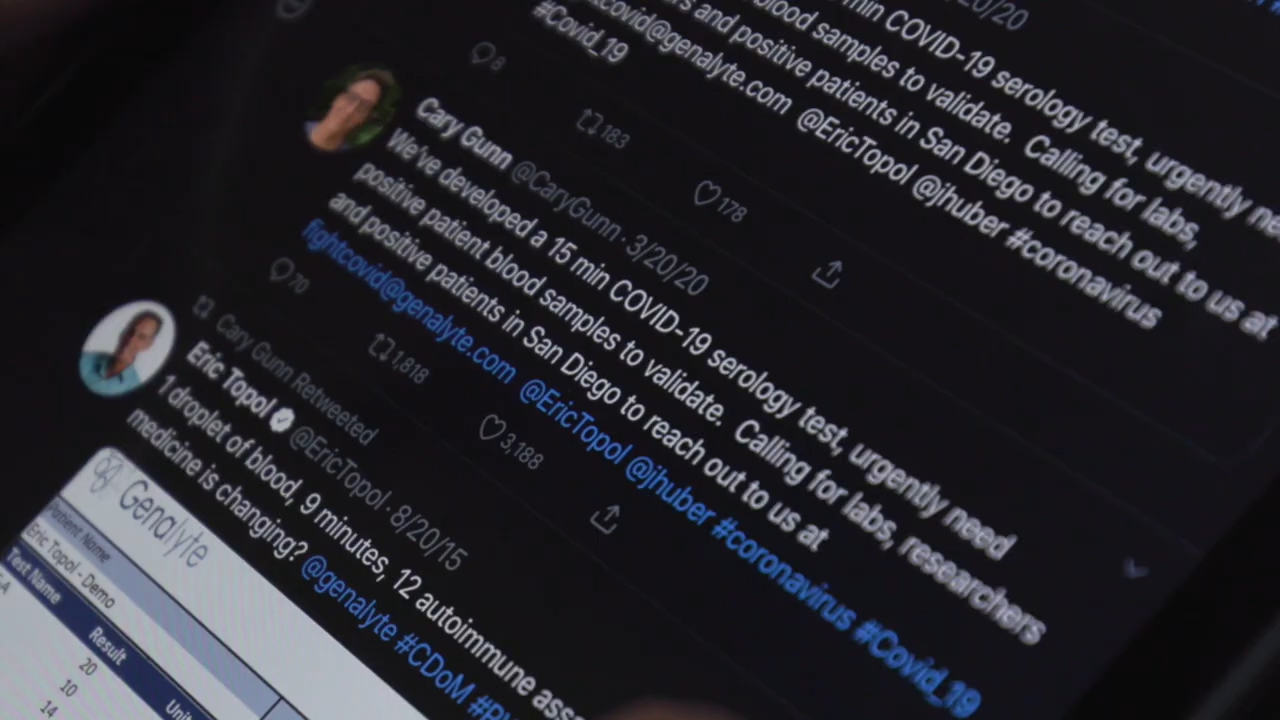 min COVID-19 serology test, urgently
blood samples to validate. Calling for labs,
and positive patients in San Diego to reach out to us at
covid@genalyte.com @EricTopol @jhuber #coronavirus
#Covid_19
8 183 178
Cary Gunn @CaryGunn · 3/20/20
We've developed a 15 min COVID-19 serology test, urgently need
positive patient blood samples to validate. Calling for labs, researchers
and positive patients in San Diego to reach out to us at
fightcovid@genalyte.com @EricTopol @jhuber #coronavirus #Covid_19
70 1,818 3,188
Cary Gunn Retweeted
Eric Topol @EricTopol · 8/20/15
1 droplet of blood, 9 minutes, 12 autoimmune
medicine is changing? @genalyte #CDoM
Genalyte
Patient Name
Eric Topol - Demo
Test Name Result
20
10
14